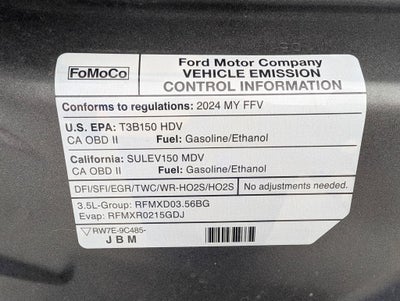 FoMoCo
Ford Motor Company
VEHICLE EMISSION
CONTROL INFORMATION
Conforms to regulations: 2024 MY FFV
U.S. EPA: T3B150 HDV
CA OBD II Fuel: Gasoline/Ethanol
California: SULEV150 MDV
CA OBD II Fuel: Gasoline/Ethanol
DFI/SFI/EGR/TWC/WR-HO2S/HO2S No adjustments needed.
3.5L-Group: RFMXD03.56BG
Evap: RFMXR0215GDJ
RW7E-9C485-
J B M